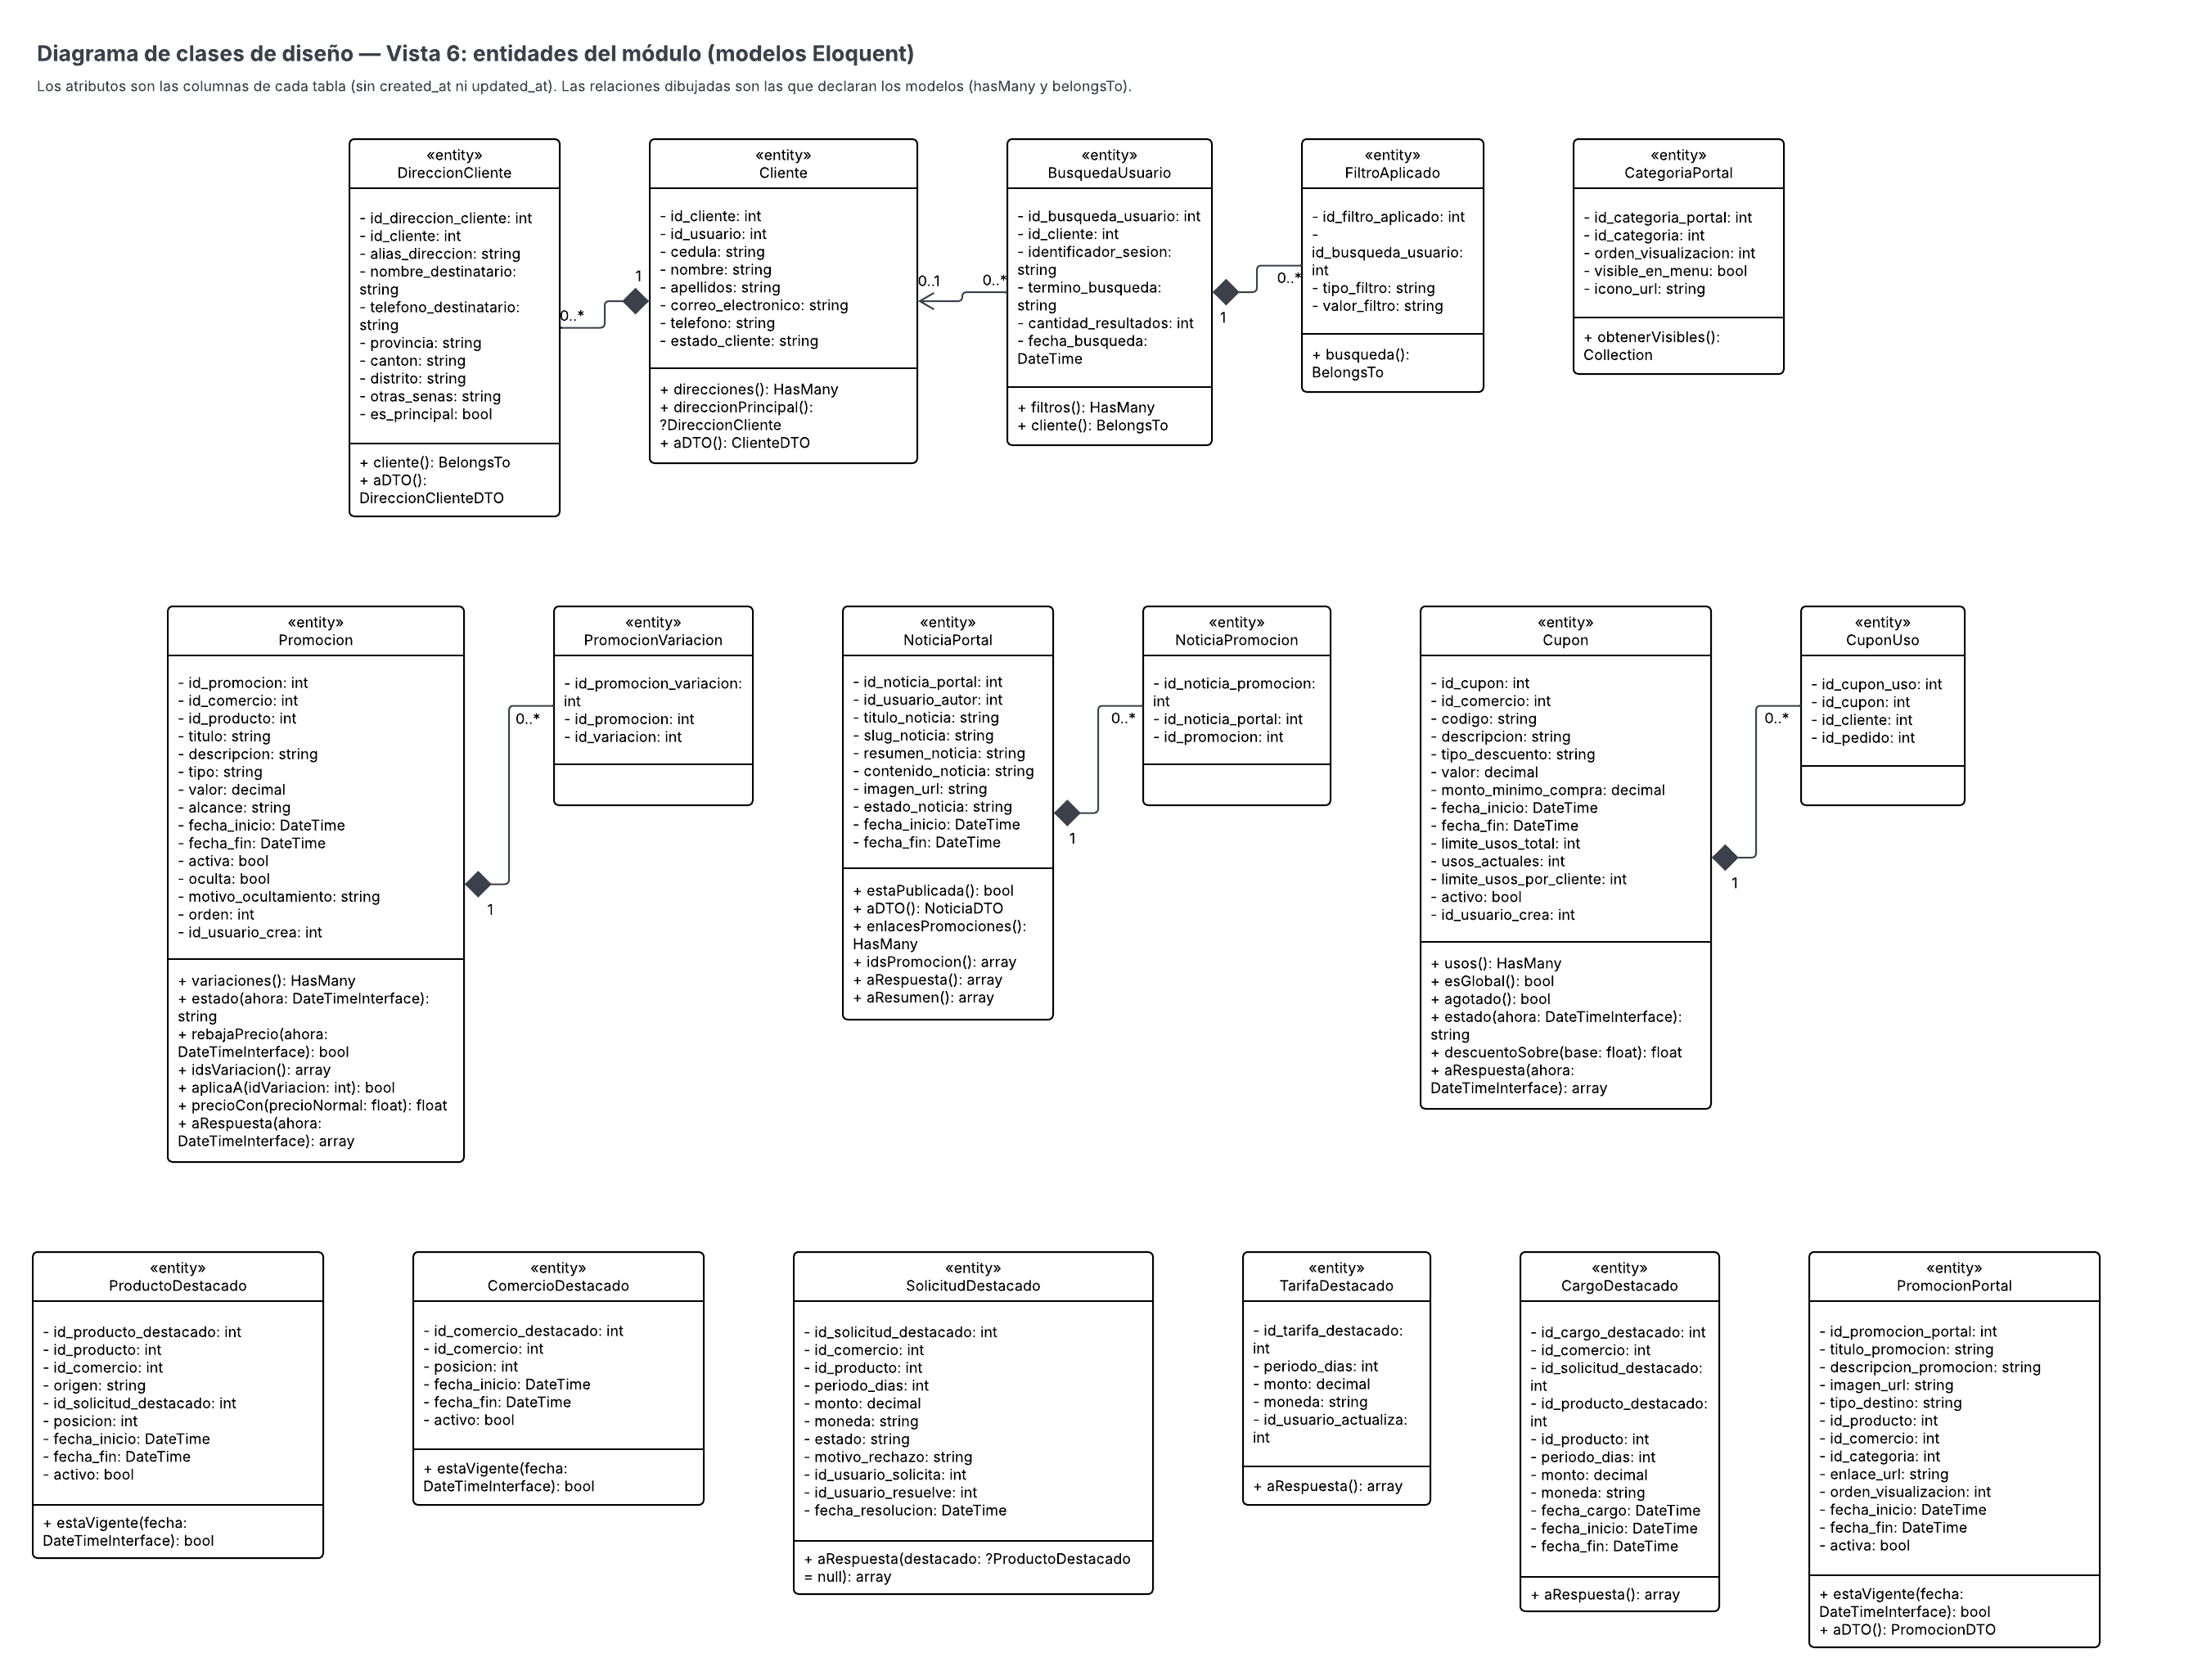 Diagrama de clases de diseño — Vista 6: entidades del módulo (modelos Eloquent)
Los atributos son las columnas de cada tabla (sin created_at ni updated_at). Las relaciones dibujadas son las que declaran los modelos (hasMany y belongsTo).
«entity»
DireccionCliente
- id_direccion_cliente: int
- id_cliente: int
- alias_direccion: string
- nombre_destinatario:
string
- telefono_destinatario:
string
- provincia: string
- canton: string
- distrito: string
- otras_senas: string
- es_principal: bool
+ cliente(): BelongsTo
+ aDTO():
DireccionClienteDTO
0..*
1
«entity»
Cliente
- id_cliente: int
- id_usuario: int
- cedula: string
- nombre: string
- apellidos: string
- correo_electronico: string
- telefono: string
- estado_cliente: string
+ direcciones(): HasMany
+ direccionPrincipal():
?DireccionCliente
+ aDTO(): ClienteDTO
0..1
0..*
«entity»
BusquedaUsuario
- id_busqueda_usuario: int
- id_cliente: int
- identificador_sesion:
string
- termino_busqueda:
string
- cantidad_resultados: int
- fecha_busqueda:
DateTime
+ filtros(): HasMany
+ cliente(): BelongsTo
1
0..*
«entity»
FiltroAplicado
- id_filtro_aplicado: int
-
id_busqueda_usuario:
int
- tipo_filtro: string
- valor_filtro: string
+ busqueda():
BelongsTo
«entity»
CategoriaPortal
- id_categoria_portal: int
- id_categoria: int
- orden_visualizacion: int
- visible_en_menu: bool
- icono_url: string
+ obtenerVisibles():
Collection
«entity»
Promocion
- id_promocion: int
- id_comercio: int
- id_producto: int
- titulo: string
- descripcion: string
- tipo: string
- valor: decimal
- alcance: string
- fecha_inicio: DateTime
- fecha_fin: DateTime
- activa: bool
- oculta: bool
- motivo_ocultamiento: string
- orden: int
- id_usuario_crea: int
+ variaciones(): HasMany
+ estado(ahora: DateTimeInterface):
string
+ rebajaPrecio(ahora:
DateTimeInterface): bool
+ idsVariacion(): array
+ aplicaA(idVariacion: int): bool
+ precioCon(precioNormal: float): float
+ aRespuesta(ahora:
DateTimeInterface): array
1
0..*
«entity»
PromocionVariacion
- id_promocion_variacion:
int
- id_promocion: int
- id_variacion: int
«entity»
NoticiaPortal
- id_noticia_portal: int
- id_usuario_autor: int
- titulo_noticia: string
- slug_noticia: string
- resumen_noticia: string
- contenido_noticia: string
- imagen_url: string
- estado_noticia: string
- fecha_inicio: DateTime
- fecha_fin: DateTime
+ estaPublicada(): bool
+ aDTO(): NoticiaDTO
+ enlacesPromociones():
HasMany
+ idsPromocion(): array
+ aRespuesta(): array
+ aResumen(): array
1
0..*
«entity»
NoticiaPromocion
- id_noticia_promocion:
int
- id_noticia_portal: int
- id_promocion: int
«entity»
Cupon
- id_cupon: int
- id_comercio: int
- codigo: string
- descripcion: string
- tipo_descuento: string
- valor: decimal
- monto_minimo_compra: decimal
- fecha_inicio: DateTime
- fecha_fin: DateTime
- limite_usos_total: int
- usos_actuales: int
- limite_usos_por_cliente: int
- activo: bool
- id_usuario_crea: int
+ usos(): HasMany
+ esGlobal(): bool
+ agotado(): bool
+ estado(ahora: DateTimeInterface):
string
+ descuentoSobre(base: float): float
+ aRespuesta(ahora:
DateTimeInterface): array
1
0..*
«entity»
CuponUso
- id_cupon_uso: int
- id_cupon: int
- id_cliente: int
- id_pedido: int
«entity»
ProductoDestacado
- id_producto_destacado: int
- id_producto: int
- id_comercio: int
- origen: string
- id_solicitud_destacado: int
- posicion: int
- fecha_inicio: DateTime
- fecha_fin: DateTime
- activo: bool
+ estaVigente(fecha:
DateTimeInterface): bool
«entity»
ComercioDestacado
- id_comercio_destacado: int
- id_comercio: int
- posicion: int
- fecha_inicio: DateTime
- fecha_fin: DateTime
- activo: bool
+ estaVigente(fecha:
DateTimeInterface): bool
«entity»
SolicitudDestacado
- id_solicitud_destacado: int
- id_comercio: int
- id_producto: int
- periodo_dias: int
- monto: decimal
- moneda: string
- estado: string
- motivo_rechazo: string
- id_usuario_solicita: int
- id_usuario_resuelve: int
- fecha_resolucion: DateTime
+ aRespuesta(destacado: ?ProductoDestacado
= null): array
«entity»
TarifaDestacado
- id_tarifa_destacado:
int
- periodo_dias: int
- monto: decimal
- moneda: string
- id_usuario_actualiza:
int
+ aRespuesta(): array
«entity»
CargoDestacado
- id_cargo_destacado: int
- id_comercio: int
- id_solicitud_destacado:
int
- id_producto_destacado:
int
- id_producto: int
- periodo_dias: int
- monto: decimal
- moneda: string
- fecha_cargo: DateTime
- fecha_inicio: DateTime
- fecha_fin: DateTime
+ aRespuesta(): array
«entity»
PromocionPortal
- id_promocion_portal: int
- titulo_promocion: string
- descripcion_promocion: string
- imagen_url: string
- tipo_destino: string
- id_producto: int
- id_comercio: int
- id_categoria: int
- enlace_url: string
- orden_visualizacion: int
- fecha_inicio: DateTime
- fecha_fin: DateTime
- activa: bool
+ estaVigente(fecha:
DateTimeInterface): bool
+ aDTO(): PromocionDTO